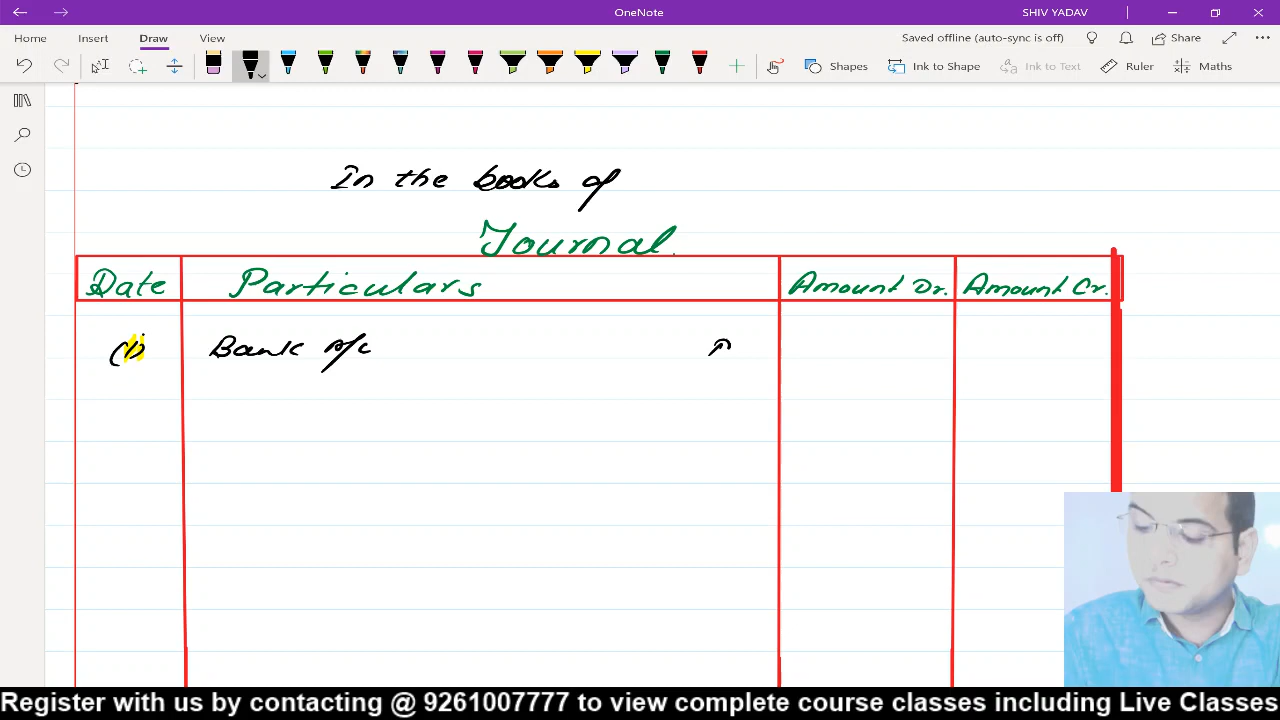 OneNote
SHIV YADAV
Home Insert Draw View
Saved offline (auto-sync is off) Share
Shapes Ink to Shape Ink to Text Ruler Maths
In the books of
Journal.
Date Particulars Amount Dr. Amount Cr.
(1) Bank A/c
Register with us by contacting @ 9261007777 to view complete course classes including Live Classes